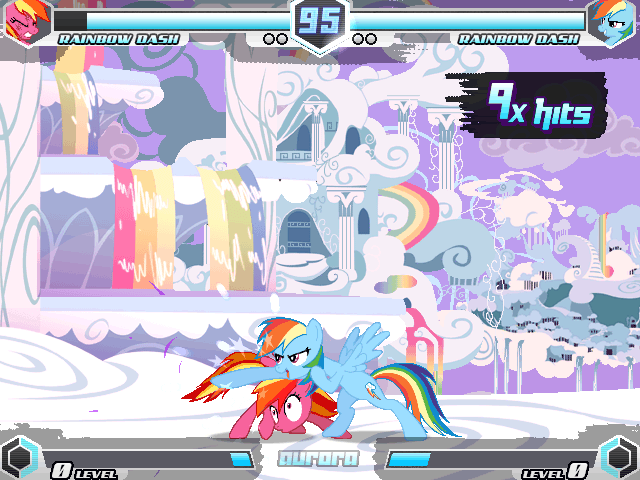 95
RAINBOW DASH
RAINBOW DASH
9x hits
0 LEVEL
aurora
LEVEL 0